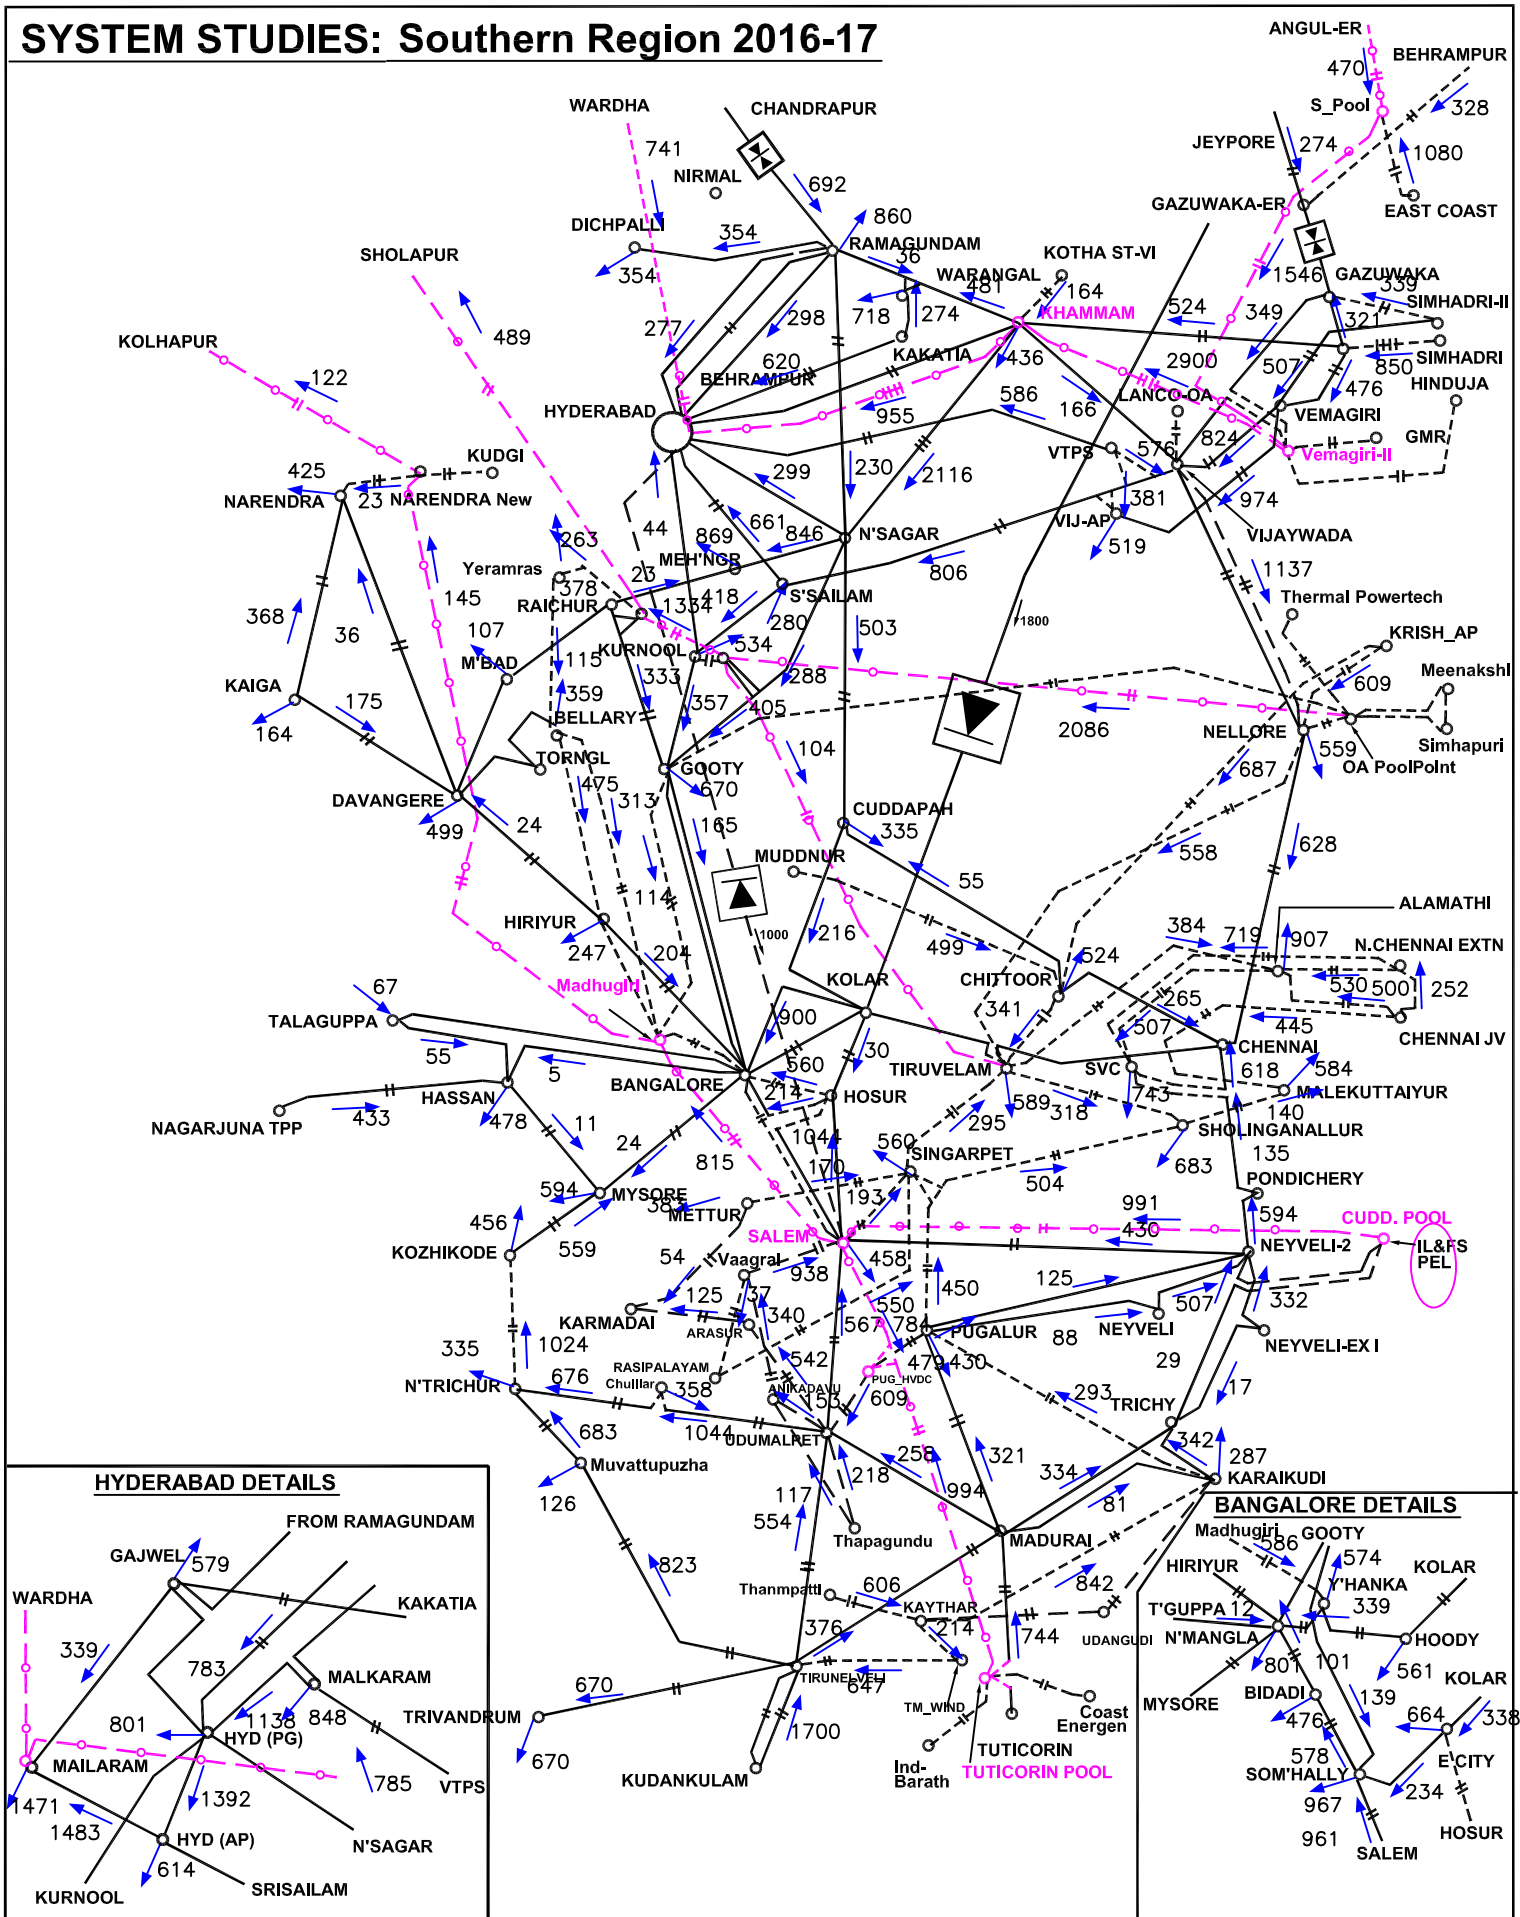 SYSTEM STUDIES: Southern Region 2016-17
ANGUL-ER
470
BEHRAMPUR
S_Pool
328
WARDHA
CHANDRAPUR
JEYPORE
274
1080
741
NIRMAL
692
GAZUWAKA-ER
EAST COAST
DICHPALLI
354
860
RAMAGUNDAM
KOTHA ST-VI
SHOLAPUR
354
36
WARANGAL
481
164
1546
GAZUWAKA
339
SIMHADRI-II
489
277
298
718
274
KHAMMAM
524
349
321
KOLHAPUR
620
KAKATIA
436
2900
507
850
SIMHADRI
122
BEHRAMPUR
955
586
166
LANCO-OA
476
HINDUJA
HYDERABAD
VEMAGIRI
GMR
VTPS
576
824
Vemagiri-II
425
KUDGI
299
230
2116
NARENDRA
23
NARENDRA New
381
974
44
661
846
N'SAGAR
VIJ-AP
519
VIJAYWADA
263
869
MEH'NGR
806
1137
Yeramras
378
23
418
S'SAILAM
Thermal Powertech
368
36
145
107
RAICHUR
1334
280
503
KRISH_AP
M'BAD
115
KURNOOL
534
Meenakshi
KAIGA
175
333
288
609
359
357
405
164
BELLARY
2086
NELLORE
559
Simhapuri
TORNGL
GOOTY
104
687
OA PoolPoint
DAVANGERE
475
313
670
499
24
165
CUDDAPAH
335
558
628
MUDDNUR
55
114
ALAMATHI
HIRIYUR
247
204
1000
216
499
524
384
719
907
N.CHENNAI EXTN
1800
Madhugiri
KOLAR
CHITTOOR
530
500
252
67
341
265
TALAGUPPA
900
30
507
445
CHENNAI JV
55
5
560
TIRUVELAM
SVC
CHENNAI
584
BANGALORE
618
HASSAN
214
HOSUR
589
318
743
MALEKUTTAIYUR
NAGARJUNA TPP
433
478
11
24
295
140
815
1044
560
SINGARPET
SHOLINGANALLUR
170
504
683
135
594
MYSORE
383
METTUR
193
PONDICHERY
456
991
594
CUDD. POOL
KOZHIKODE
559
SALEM
430
NEYVELI-2
IL&FS
PEL
54
Vaagrai
938
458
125
37
550
450
507
332
KARMADAI
125
340
567
784
PUGALUR
88
NEYVELI
NEYVELI-EX I
ARASUR
1024
335
542
479
430
29
676
RASIPALAYAM
Chulliar
358
ANIKADAVU
PUG_HVDC
17
N'TRICHUR
153
609
293
TRICHY
683
1044
UDUMALPET
342
287
258
321
334
KARAIKUDI
Muvattupuzha
218
994
81
126
117
554
Thapagundu
MADURAI
823
Thanmpatti
606
842
KAYTHAR
376
214
744
UDANGUDI
TIRUNELVELI
647
670
TM_WIND
Coast
Energen
TRIVANDRUM
1700
670
KUDANKULAM
Ind-
Barath
TUTICORIN
TUTICORIN POOL
HYDERABAD DETAILS
FROM RAMAGUNDAM
GAJWEL
579
WARDHA
KAKATIA
339
783
MALKARAM
801
1138
848
HYD (PG)
MAILARAM
785
VTPS
1471
1392
1483
HYD (AP)
N'SAGAR
614
KURNOOL
SRISAILAM
BANGALORE DETAILS
Madhugiri
586
GOOTY
574
HIRIYUR
KOLAR
Y'HANKA
T'GUPPA
12
339
N'MANGLA
HOODY
801
101
561
MYSORE
BIDADI
KOLAR
139
476
664
338
578
E CITY
SOM'HALLY
234
967
961
HOSUR
SALEM